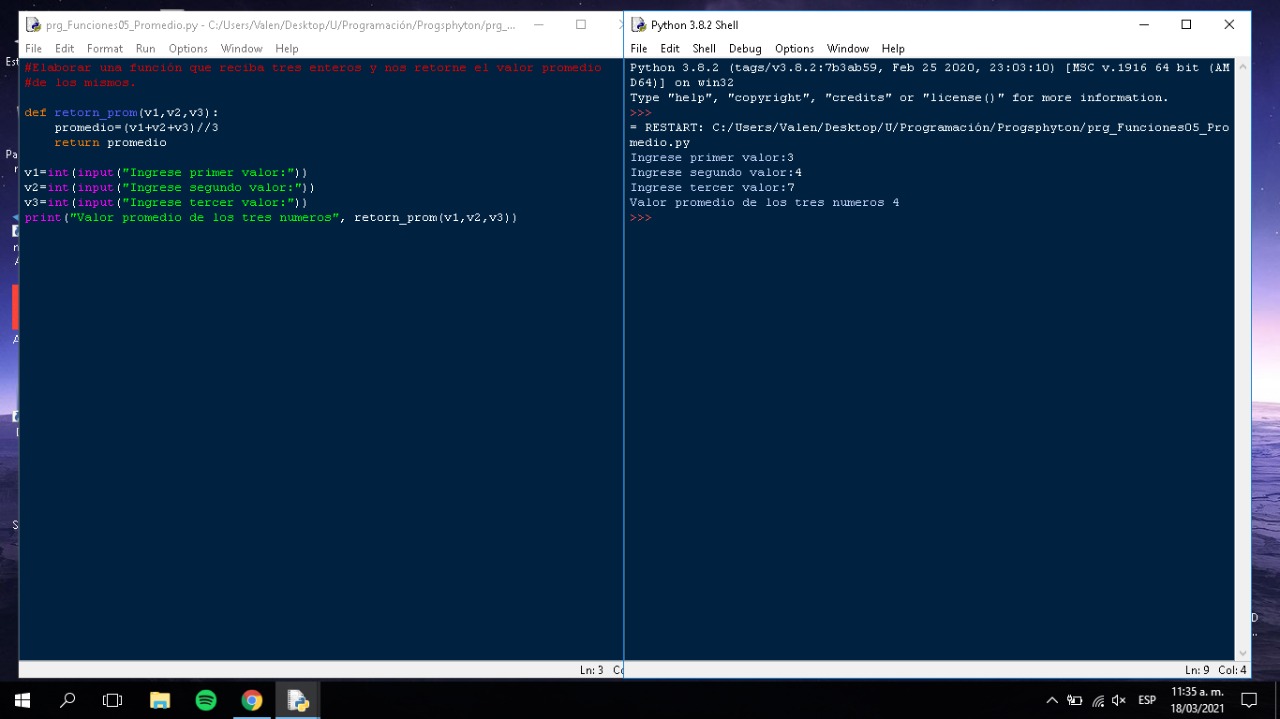 prg_Funciones05_Promedio.py - C:/Users/Valen/Desktop/U/Programación/Progsphyton/prg_...
File Edit Format Run Options Window Help
#Elaborar una función que reciba tres enteros y nos retorne el valor promedio
#de los mismos.
def retorn_prom(v1,v2,v3):
promedio=(v1+v2+v3)//3
return promedio
v1=int(input("Ingrese primer valor:"))
v2=int(input("Ingrese segundo valor:"))
v3=int(input("Ingrese tercer valor:"))
print("Valor promedio de los tres numeros", retorn_prom(v1,v2,v3))
Ln: 3
Python 3.8.2 Shell
File Edit Shell Debug Options Window Help
Python 3.8.2 (tags/v3.8.2:7b3ab59, Feb 25 2020, 23:03:10) [MSC v.1916 64 bit (AM
D64)] on win32
Type "help", "copyright", "credits" or "license()" for more information.
>>>
= RESTART: C:/Users/Valen/Desktop/U/Programación/Progsphyton/prg_Funciones05_Pro
medio.py
Ingrese primer valor:3
Ingrese segundo valor:4
Ingrese tercer valor:7
Valor promedio de los tres numeros 4
>>>
Ln: 9 Col: 4
ESP
11:35 a. m.
18/03/2021